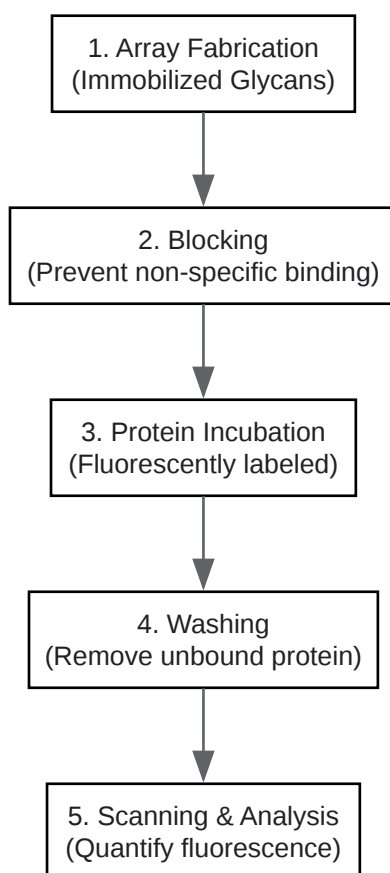 1. Array Fabrication
(Immobilized Glycans)
2. Blocking
(Prevent non-specific binding)
3. Protein Incubation
(Fluorescently labeled)
4. Washing
(Remove unbound protein)
5. Scanning & Analysis
(Quantify fluorescence)